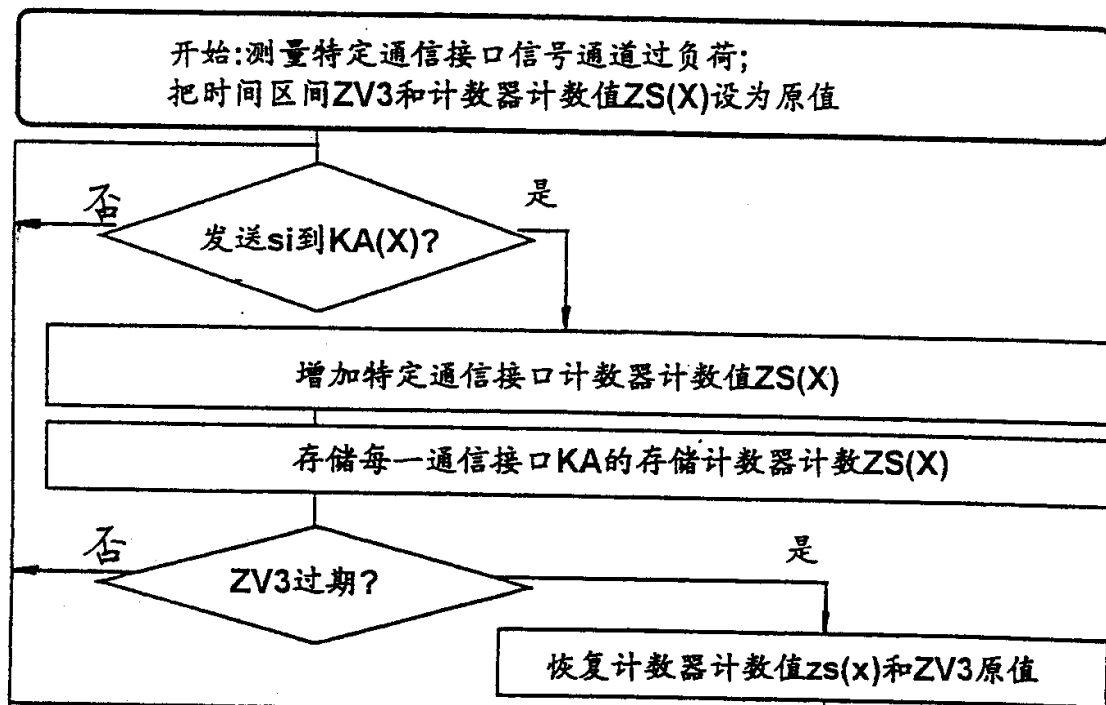 开始:测量特定通信接口信号通道过负荷;
把时间区间ZV3和计数器计数值ZS(X)设为原值
否
是
发送si到KA(X)?
增加特定通信接口计数器计数值ZS(X)
存储每一通信接口KA的存储计数器计数ZS(X)
否
是
ZV3过期?
恢复计数器计数值zs(x)和ZV3原值